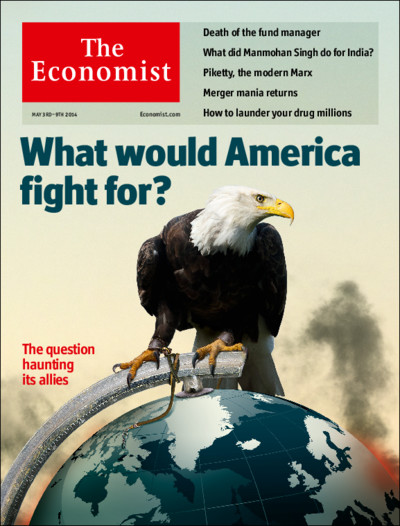 The
Economist
MAY 3RD–9TH 2014
Economist.com
Death of the fund manager
What did Manmohan Singh do for India?
Piketty, the modern Marx
Merger mania returns
How to launder your drug millions
What would America
fight for?
The question
haunting
its allies